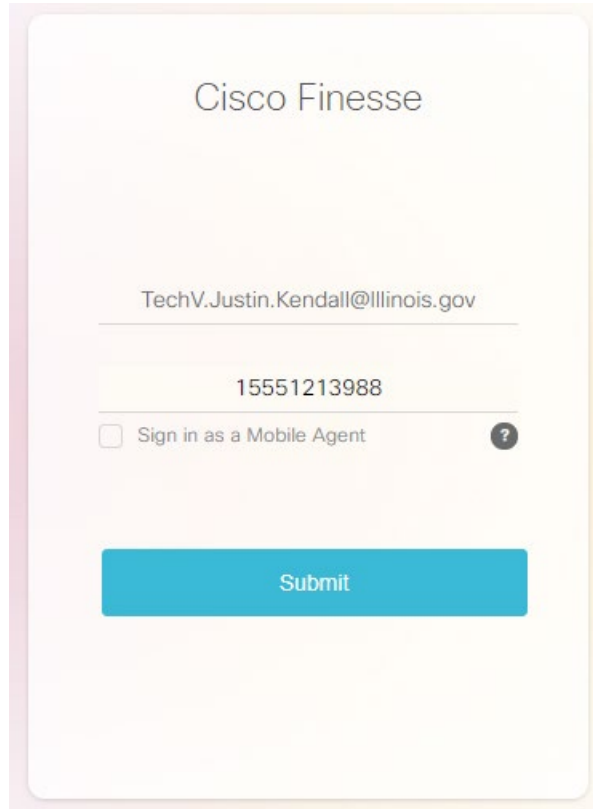 Cisco Finesse
TechV.Justin.Kendall@Illinois.gov
15551213988
Sign in as a Mobile Agent ?
Submit